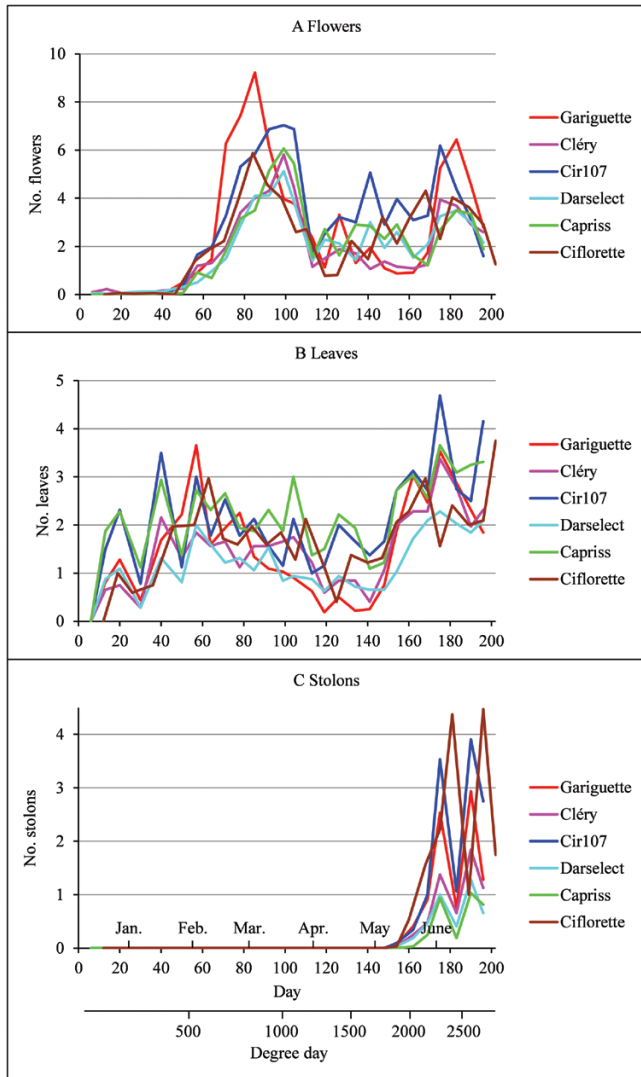 A Flowers
10
8
6
4
2
0
No. flowers
0 20 40 60 80 100 120 140 160 180 200
Gariguette
Cléry
Cir107
Darselect
Capriss
Ciflorette
B Leaves
5
4
3
2
1
0
No. leaves
0 20 40 60 80 100 120 140 160 180 200
Gariguette
Cléry
Cir107
Darselect
Capriss
Ciflorette
C Stolons
4
3
2
1
0
No. stolons
Gariguette
Cléry
Cir107
Darselect
Capriss
Ciflorette
Jan. Feb. Mar. Apr. May June
0 20 40 60 80 100 120 140 160 180 200
Day
500 1000 1500 2000 2500
Degree day